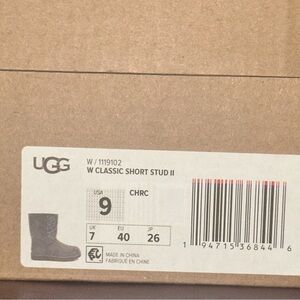 UGG
W / 1119102
W CLASSIC SHORT STUD II
USA
9
CHRC
UK EU JP
7 40 26
MADE IN CHINA
FABRIQUÉ EN CHINE
1 94715 36844 6